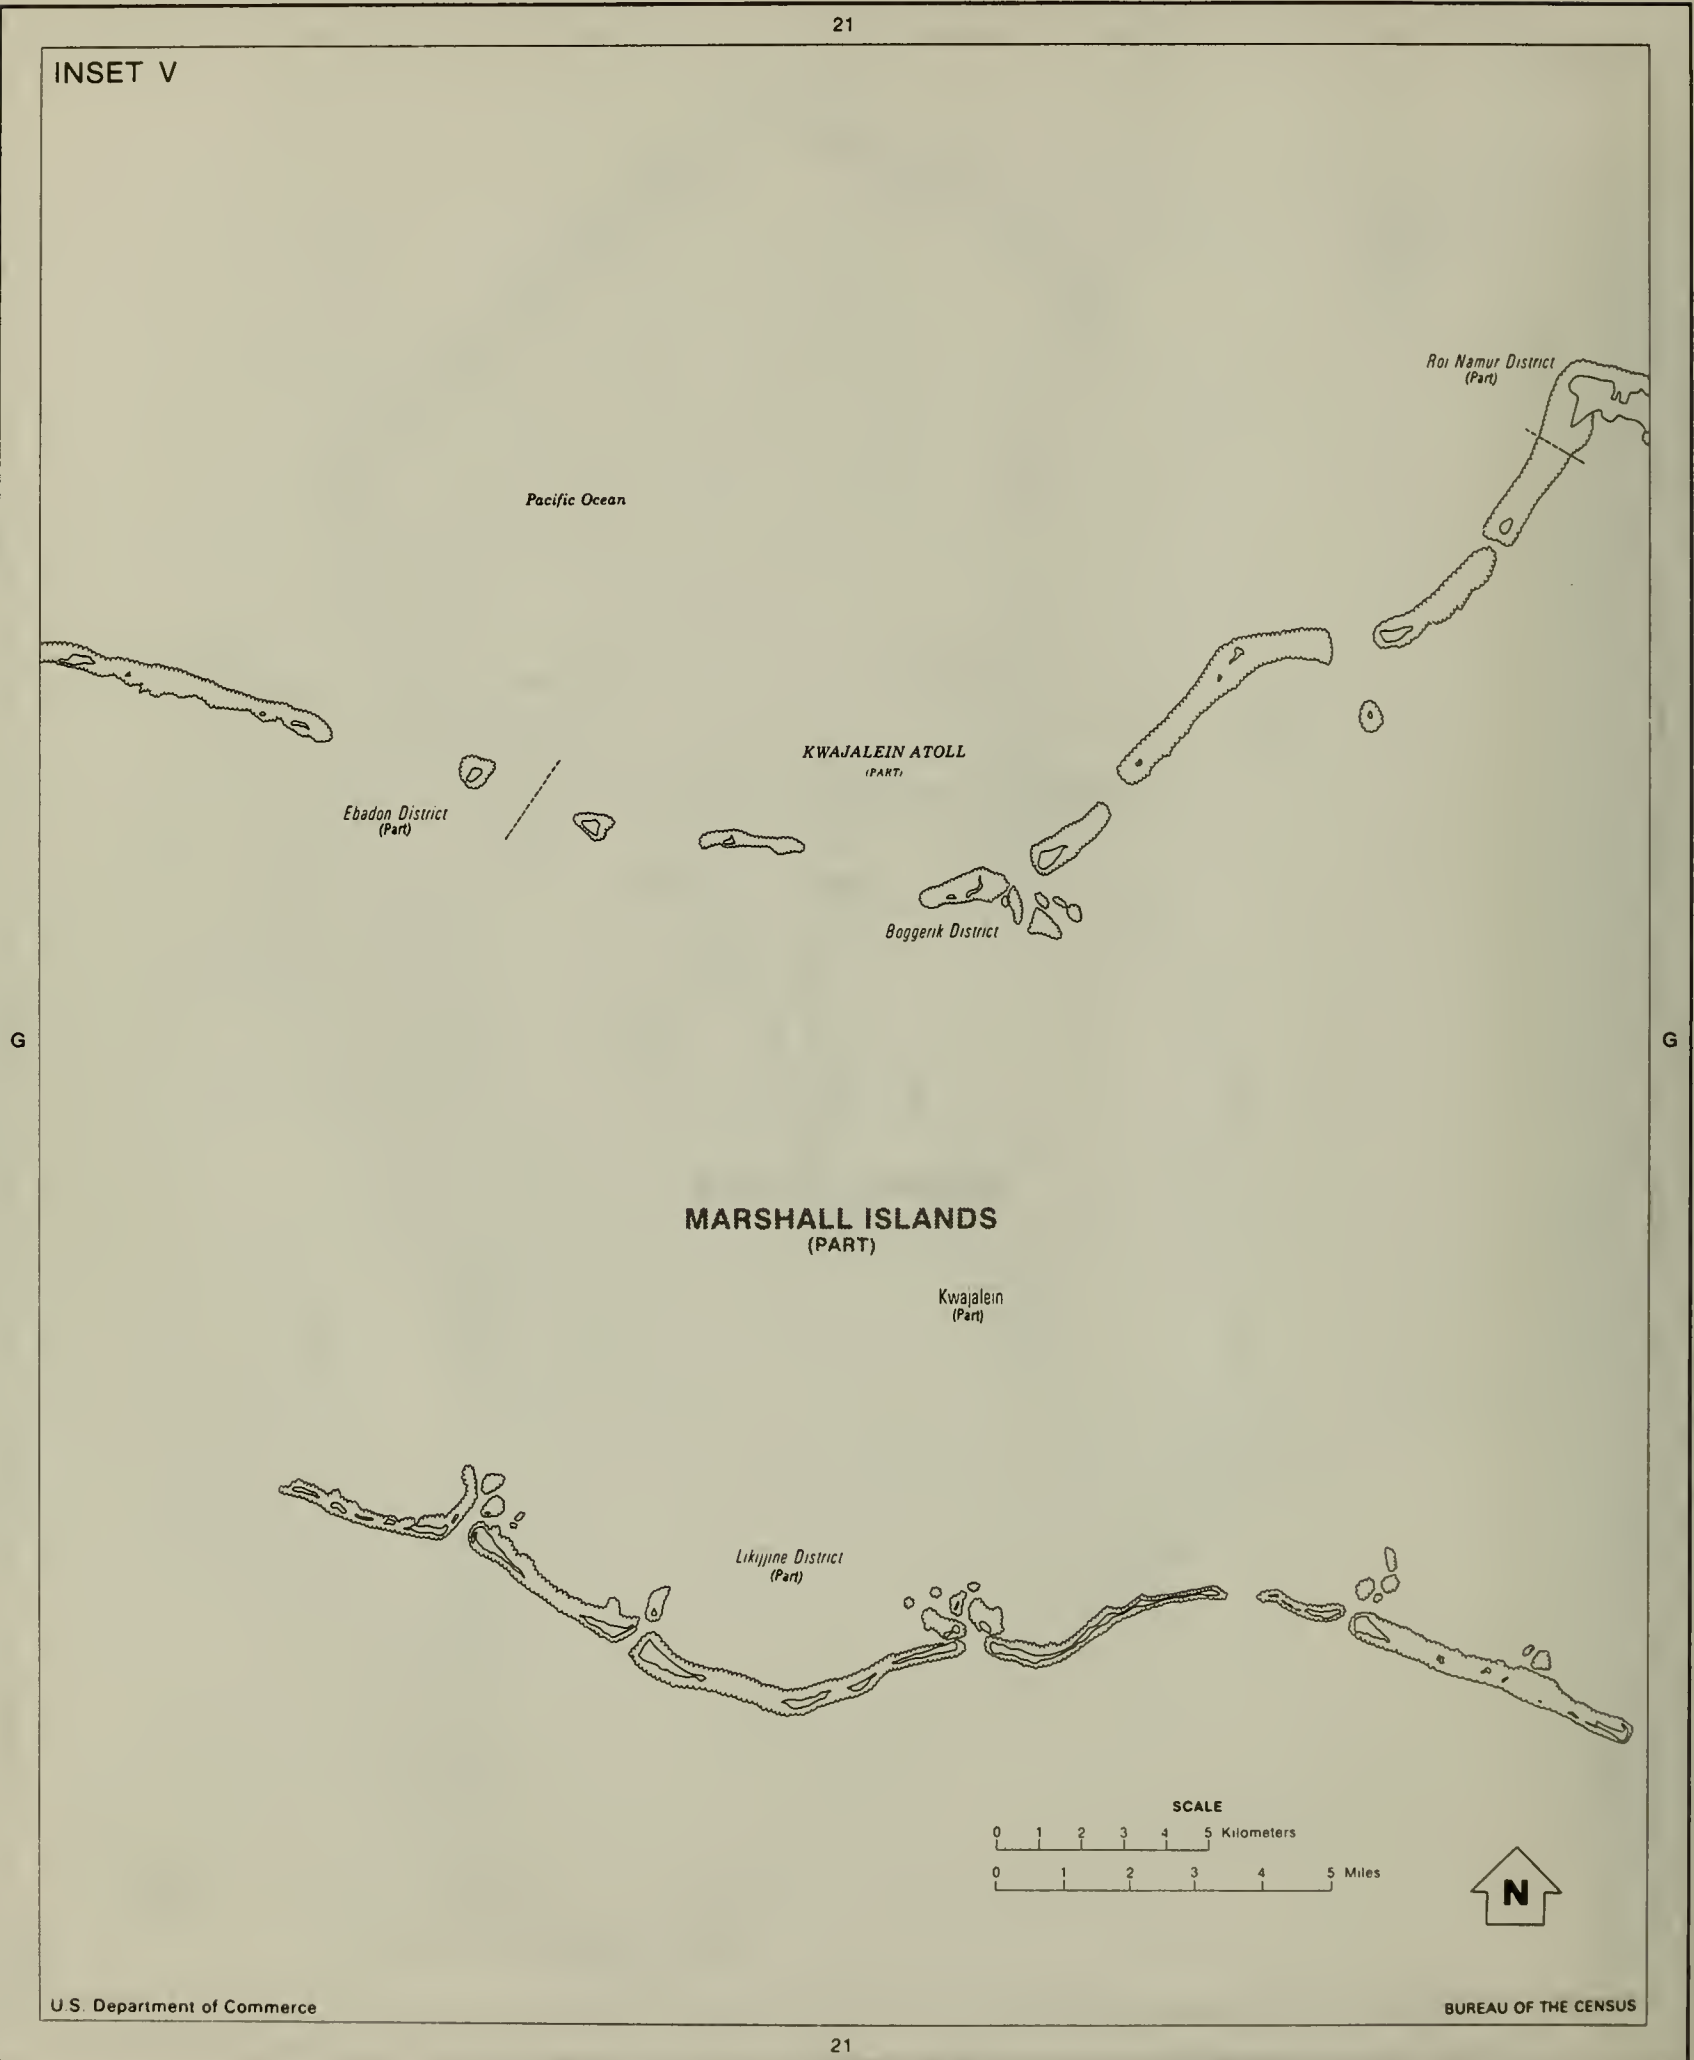 21
INSET V
Roi Namur District
(Part)
Pacific Ocean
KWAJALEIN ATOLL
(PART)
Ebadon District
(Part)
Boggerik District
G
G
MARSHALL ISLANDS
(PART)
Kwajalein
(Part)
Likijjine District
(Part)
SCALE
0 1 2 3 4 5 Kilometers
0 1 2 3 4 5 Miles
N
U.S. Department of Commerce
BUREAU OF THE CENSUS
21